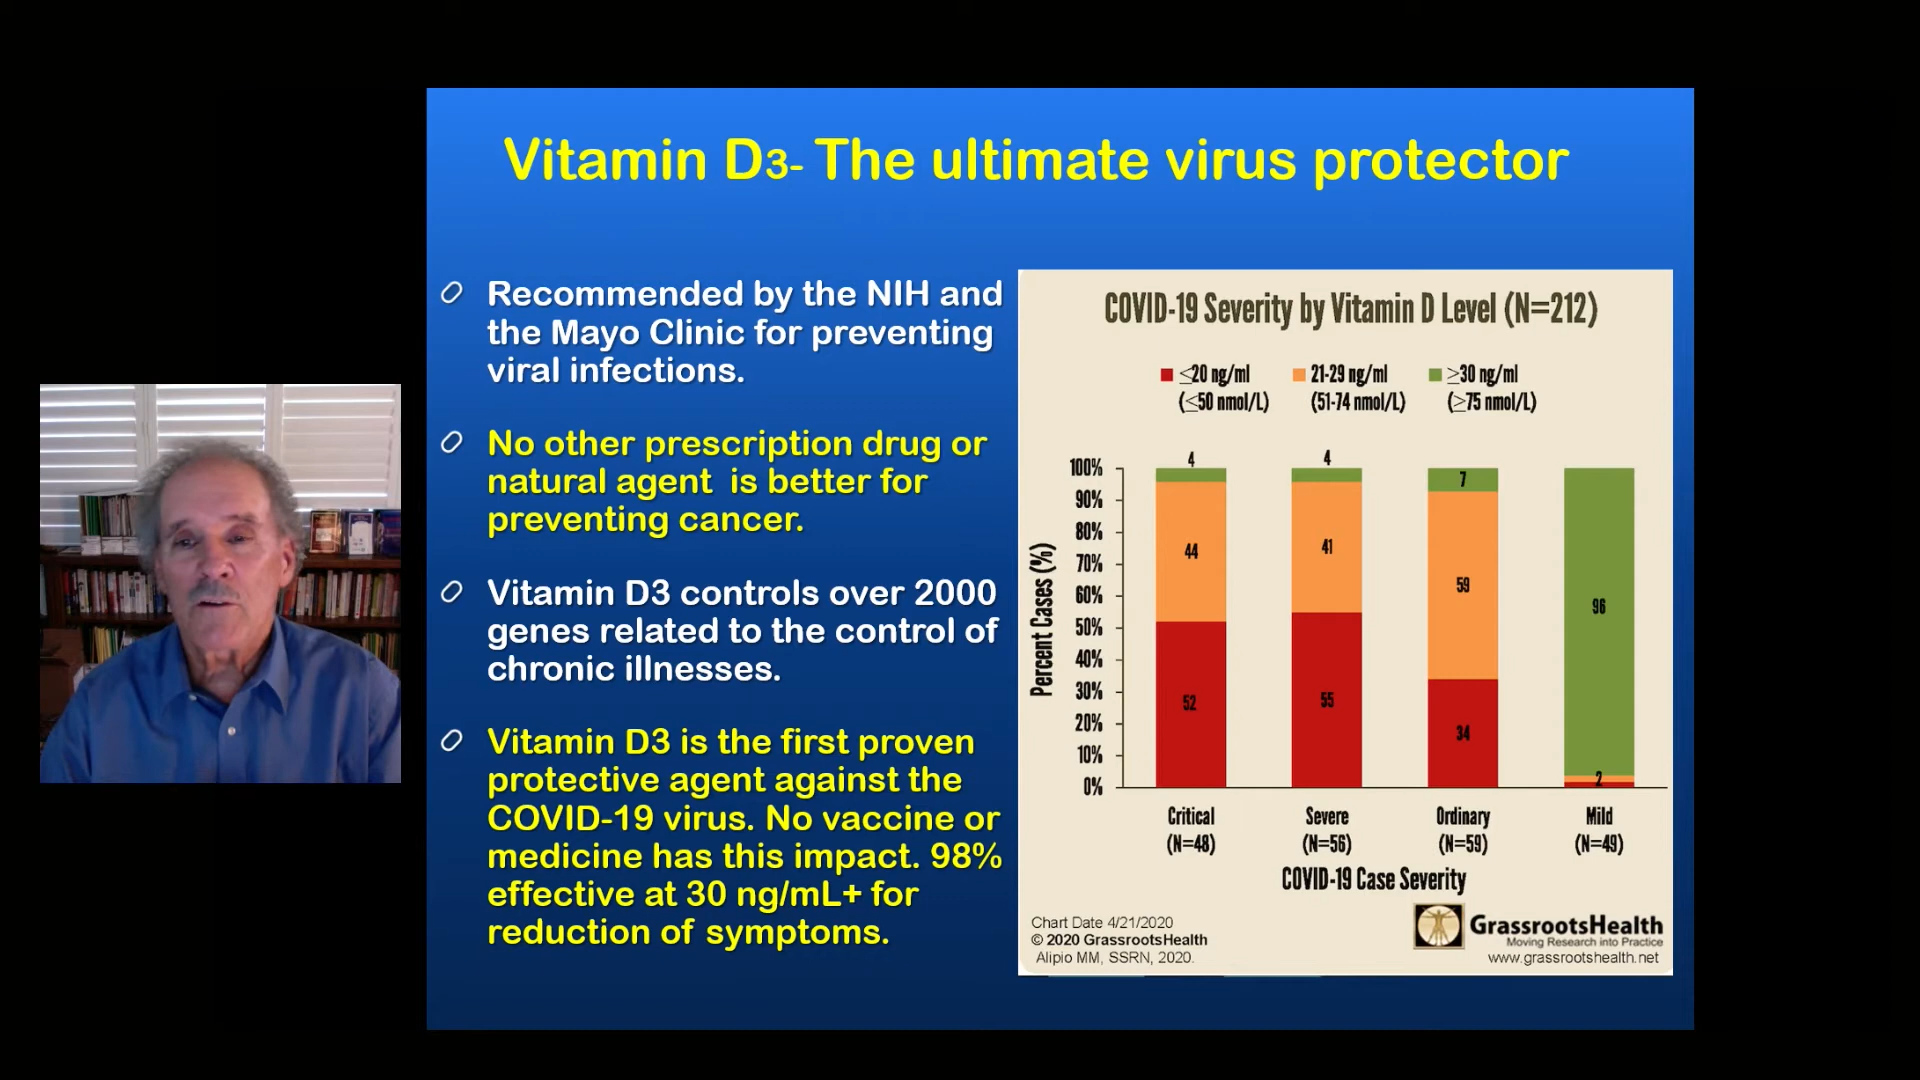 Vitamin D3- The ultimate virus protector
Recommended by the NIH and
the Mayo Clinic for preventing
viral infections.
No other prescription drug or
natural agent is better for
preventing cancer.
Vitamin D3 controls over 2000
genes related to the control of
chronic illnesses.
Vitamin D3 is the first proven
protective agent against the
COVID-19 virus. No vaccine or
medicine has this impact. 98%
effective at 30 ng/mL+ for
reduction of symptoms.
COVID-19 Severity by Vitamin D Level (N=212)
≤20 ng/ml 21-29 ng/ml ≥30 ng/ml
(≤50 nmol/L) (51-74 nmol/L) (≥75 nmol/L)
Percent Cases (%)
100%
90%
80%
70%
60%
50%
40%
30%
20%
10%
0%
4 4 7
44 41 59 96
52 55 34 2
Critical Severe Ordinary Mild
(N=48) (N=56) (N=59) (N=49)
COVID-19 Case Severity
Chart Date 4/21/2020
© 2020 GrassrootsHealth
Alipio MM, SSRN, 2020.
GrassrootsHealth
Moving Research into Practice
www.grassrootshealth.net